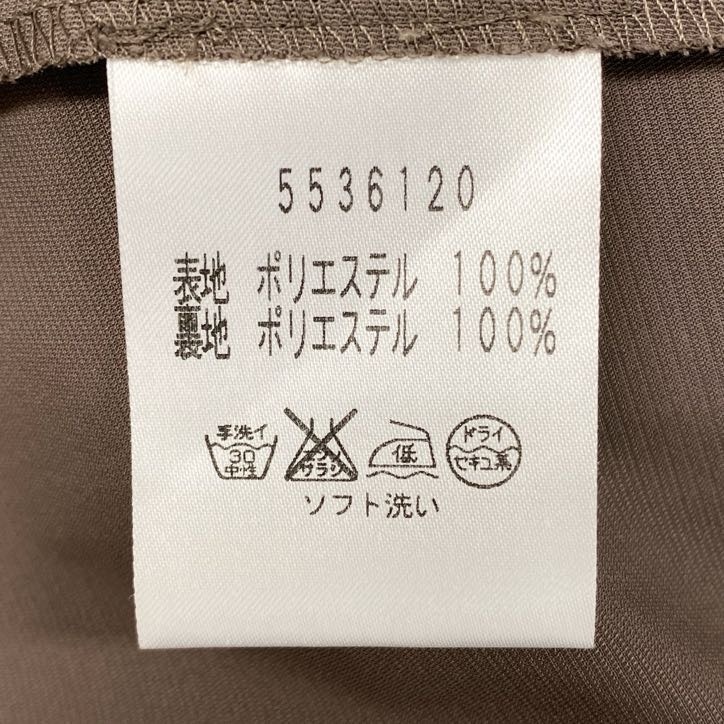 5536120
表地 ポリエステル 100%
裏地 ポリエステル 100%
手洗イ 30 中性
エンソサラシ
低
ドライ セキユ系
ソフト洗い